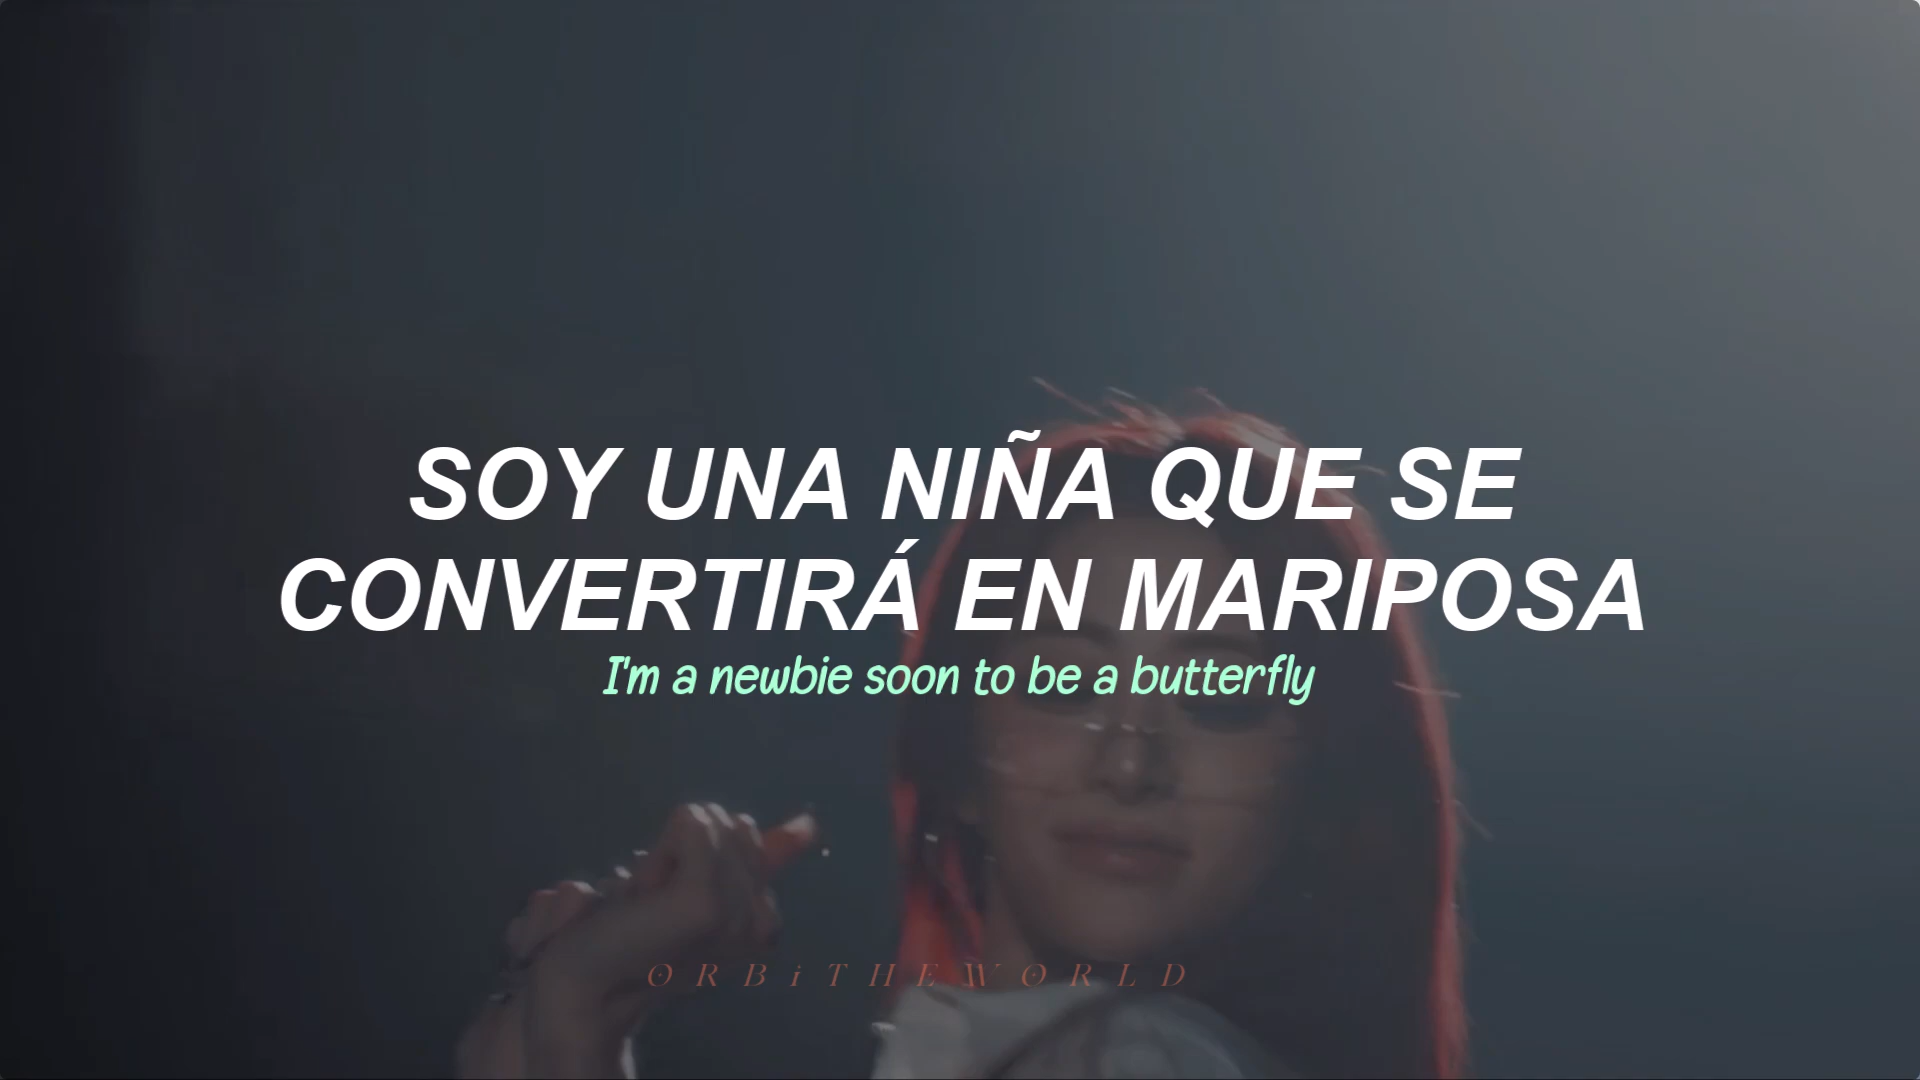 SOY UNA NIÑA QUE SE
CONVERTIRÁ EN MARIPOSA
I'm a newbie soon to be a butterfly
ORBiTHEWORLD